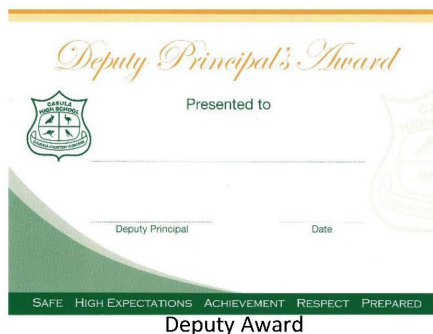 Deputy Principal's Award
Presented to
CASULA
HIGH SCHOOL
Deputy Principal
Date
SAFE HIGH EXPECTATIONS ACHIEVEMENT RESPECT PREPARED
Deputy Award